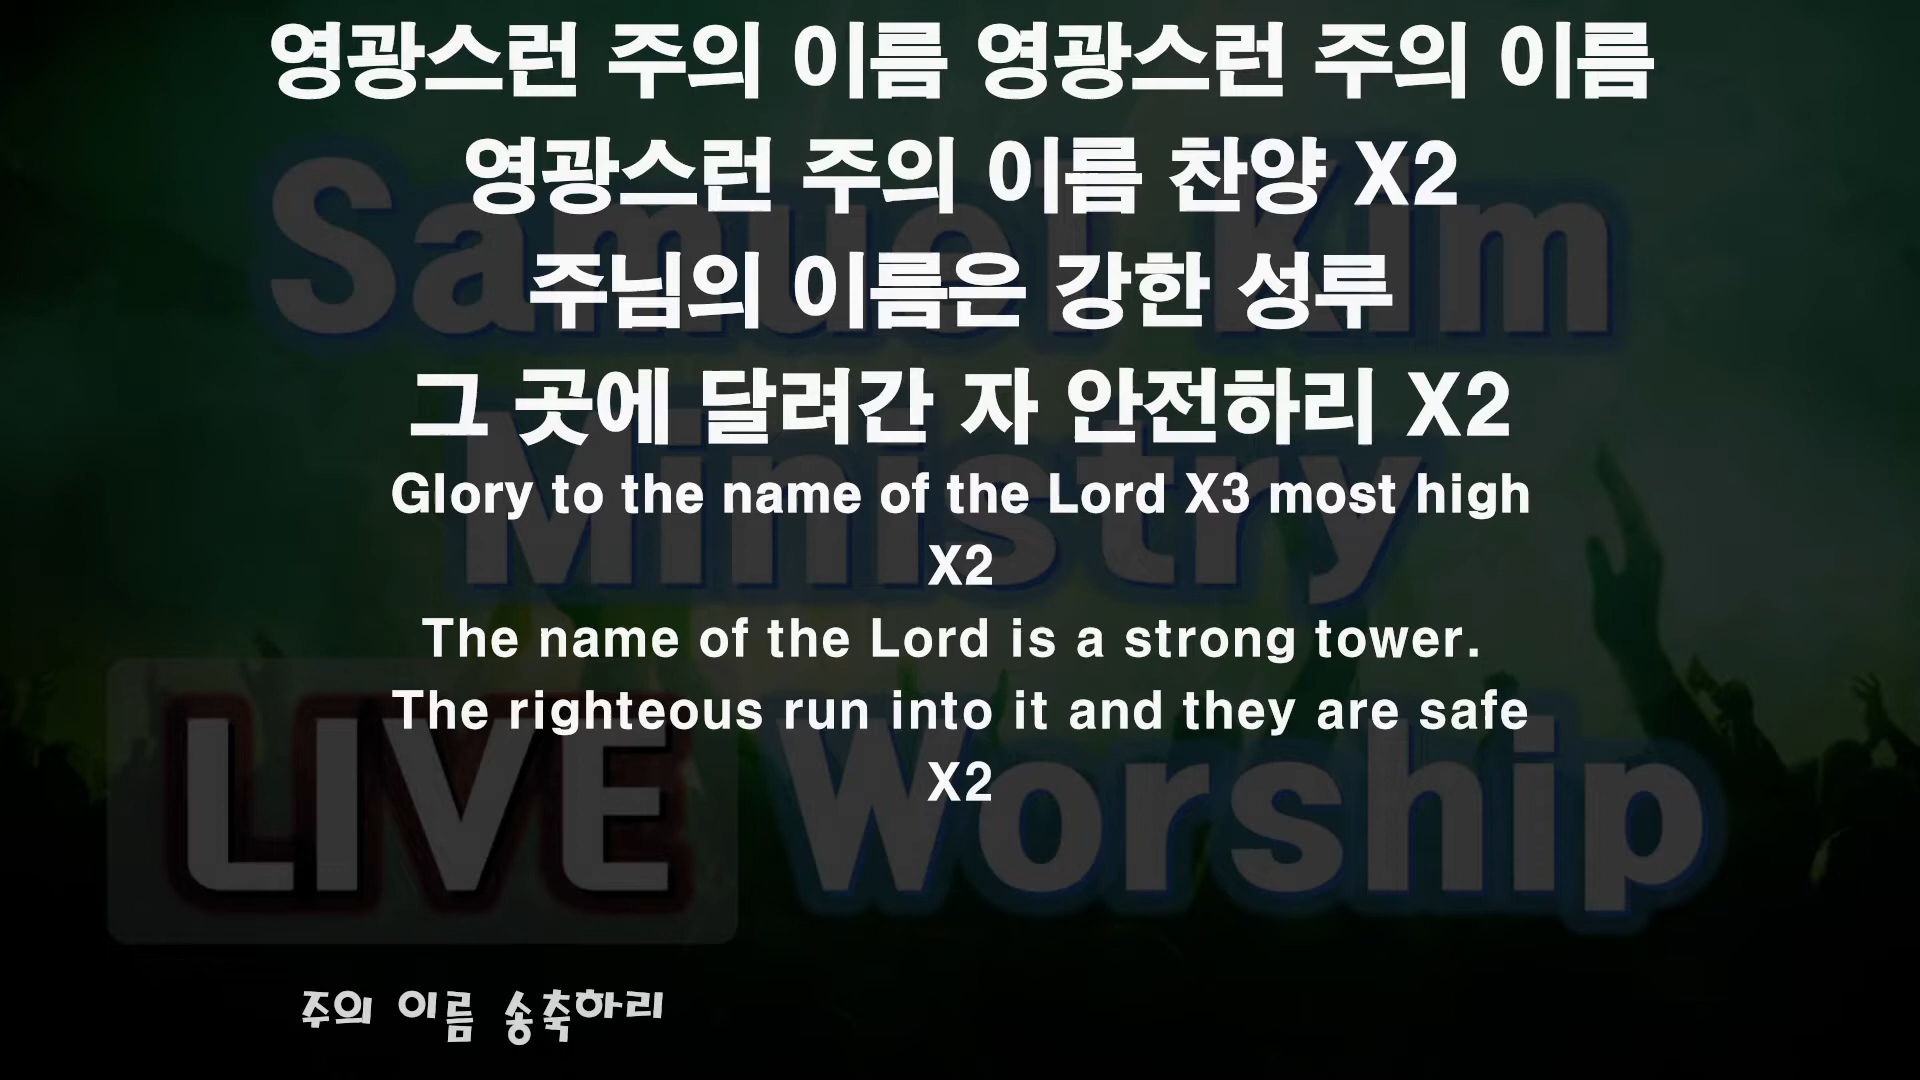 영광스런 주의 이름 영광스런 주의 이름
영광스런 주의 이름 찬양 X2
주님의 이름은 강한 성루
그 곳에 달려간 자 안전하리 X2
Glory to the name of the Lord X3 most high
X2
The name of the Lord is a strong tower.
The righteous run into it and they are safe
X2
Samuel Kim
Ministry
LIVE Worship
주의 이름 송축하리